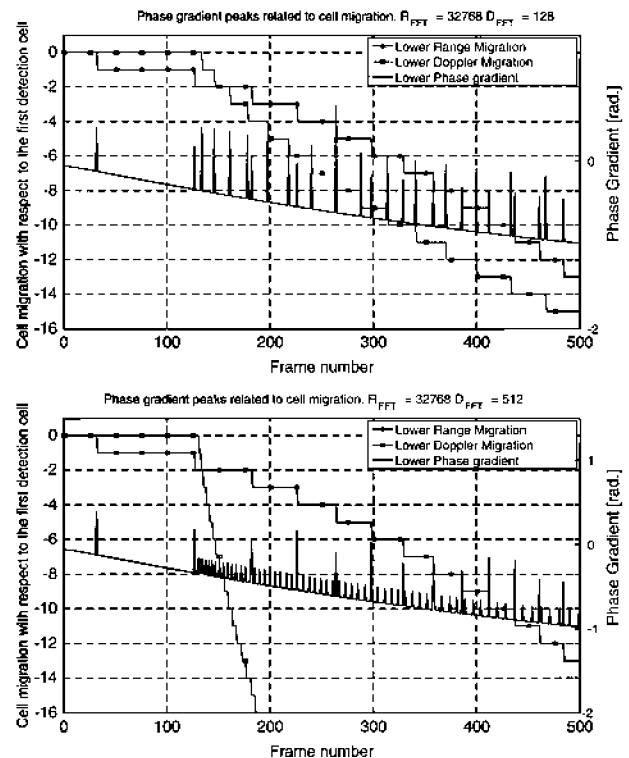 Phase gradient peaks related to cell migration. R_FFT = 32768 D_FFT = 128
Cell migration with respect to the first detection cell
0
-2
-4
-6
-8
-10
-12
-14
-16
Lower Range Migration
Lower Doppler Migration
Lower Phase gradient
0
-2
Phase Gradient [rad.]
0 100 200 300 400 500
Frame number
Phase gradient peaks related to cell migration. R_FFT = 32768 D_FFT = 512
Cell migration with respect to the first detection cell
0
-2
-4
-6
-8
-10
-12
-14
-16
Lower Range Migration
Lower Doppler Migration
Lower Phase gradient
1
0
-1
-2
Phase Gradient [rad.]
0 100 200 300 400 500
Frame number